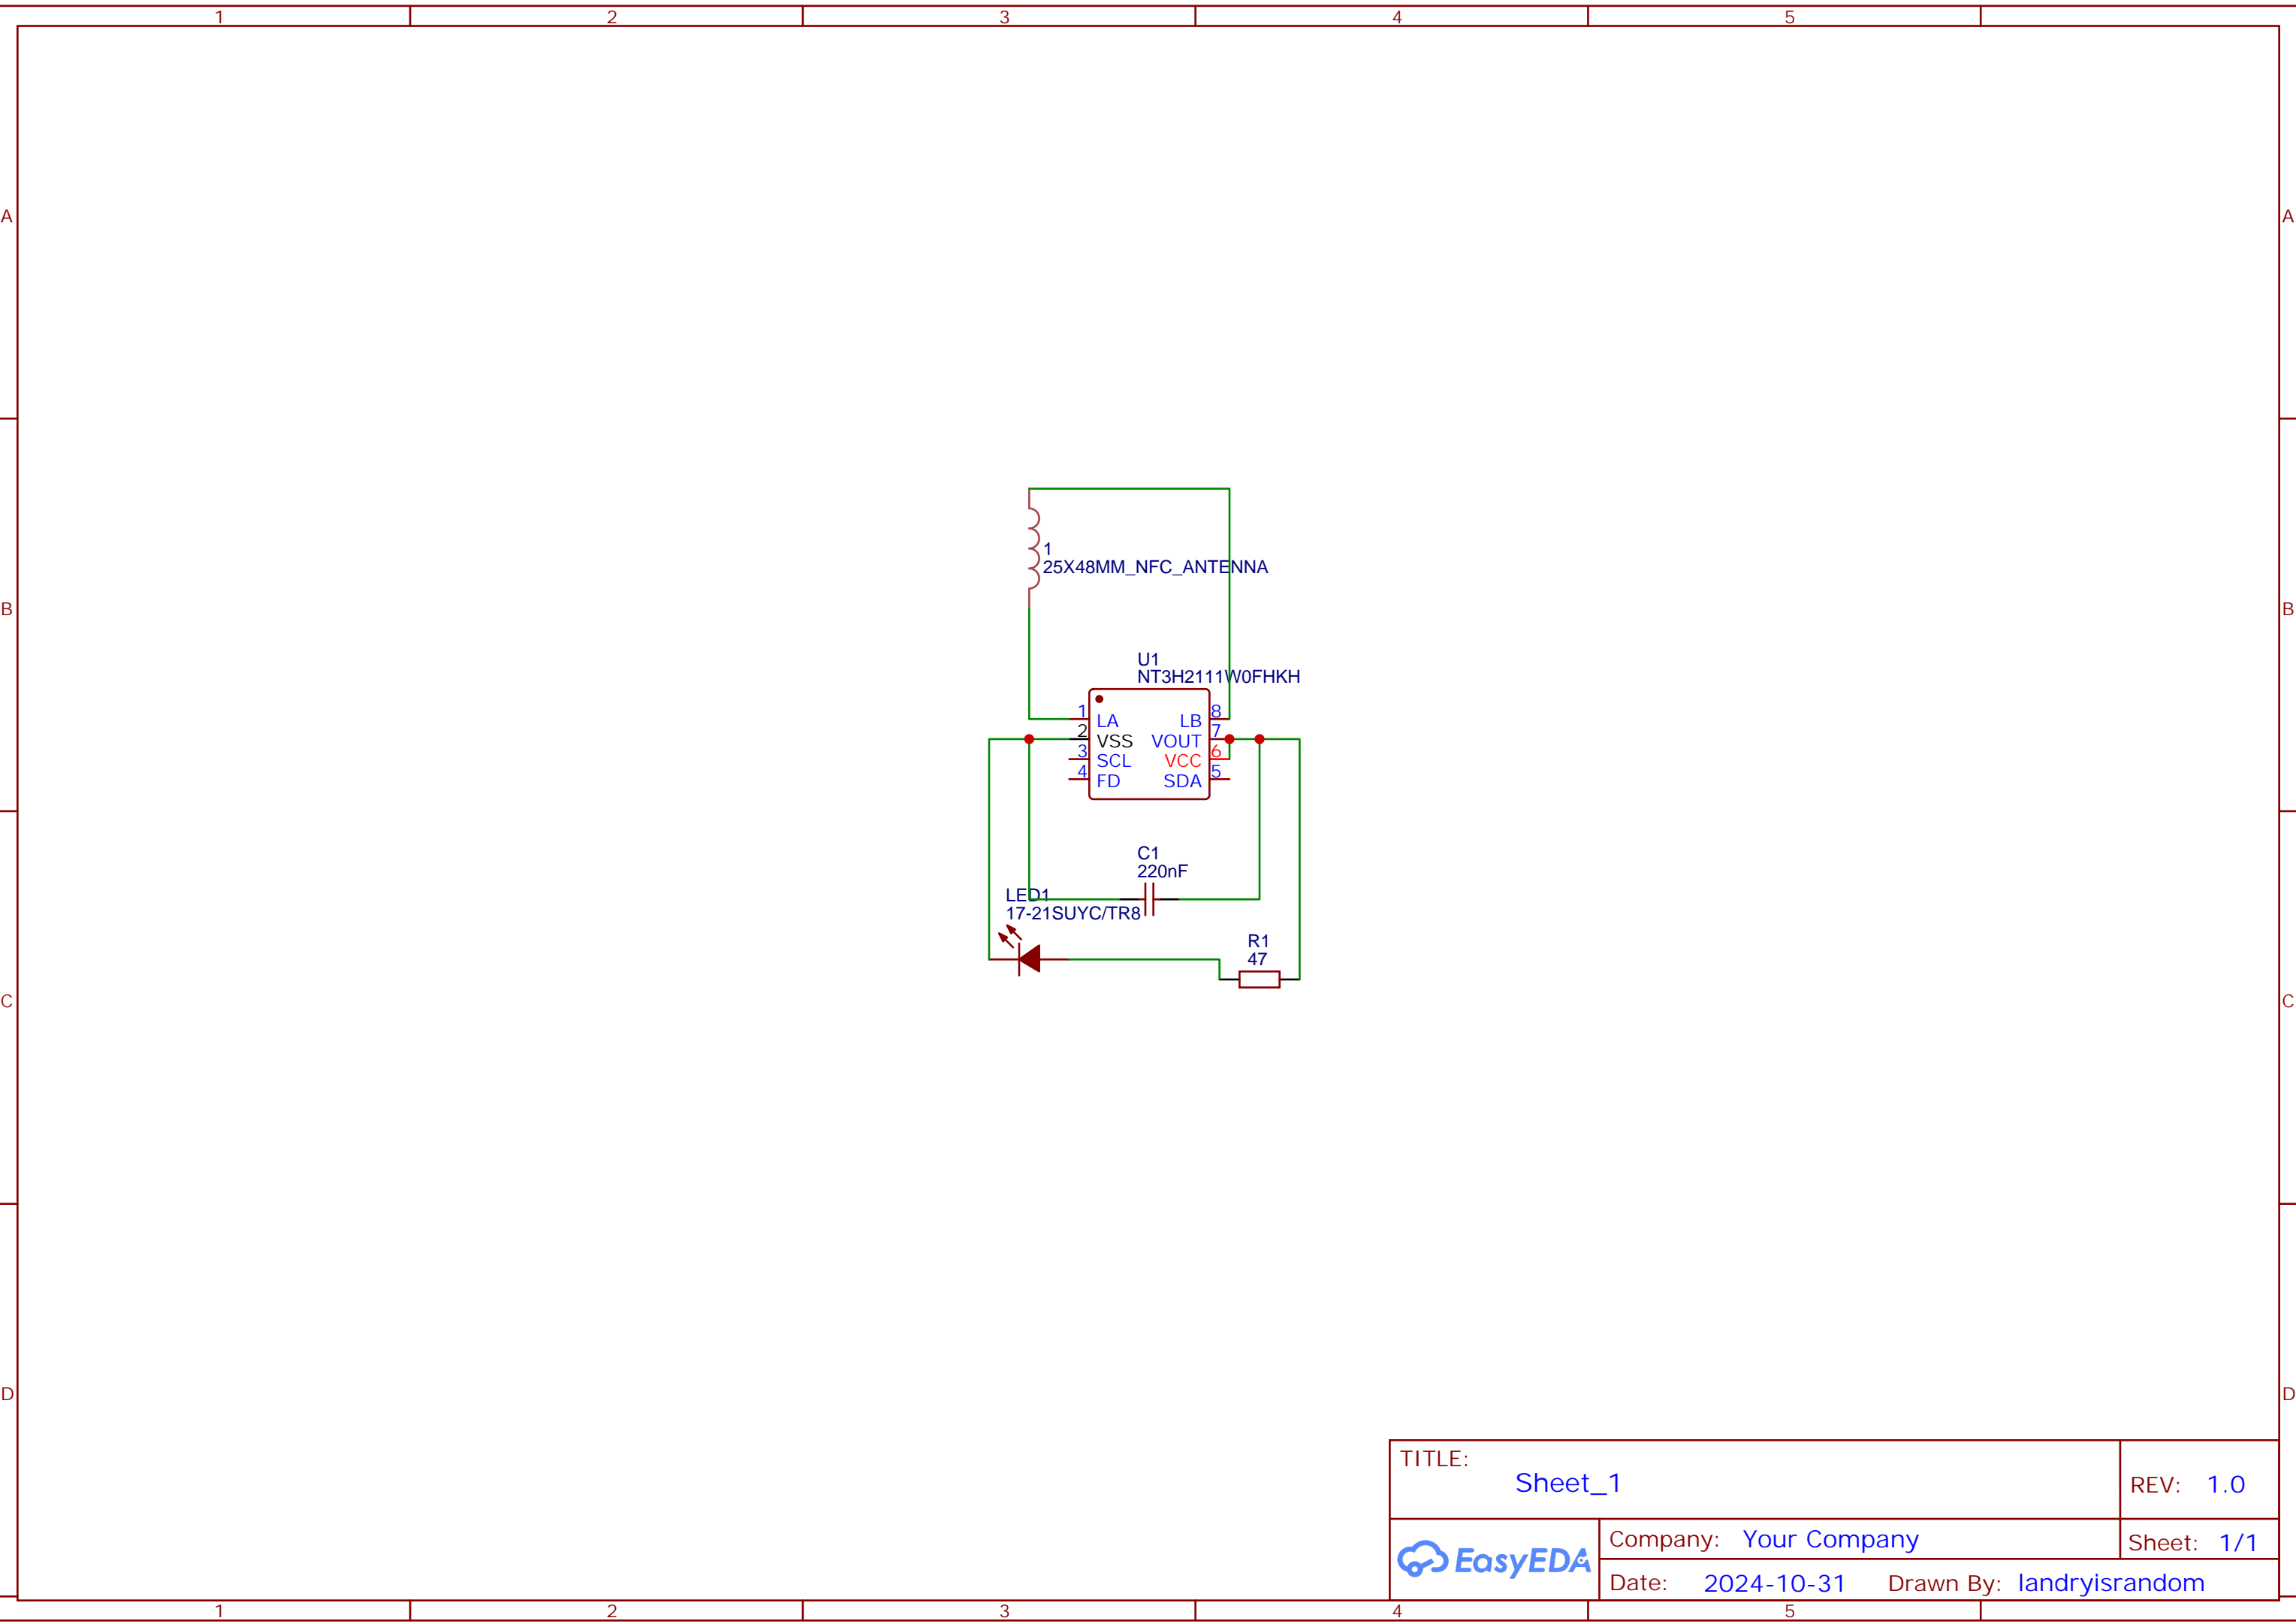 1 2 3 4 5
A A
1
25X48MM_NFC_ANTENNA
B B
U1
NT3H2111W0FHKH
1 LA LB 8
2 VSS VOUT 7
3 SCL VCC 6
4 FD SDA 5
C1
220nF
LED1
17-21SUYC/TR8
R1
47
C C
D D
TITLE:
Sheet_1
REV: 1.0
EasyEDA
Company: Your Company
Sheet: 1/1
Date: 2024-10-31 Drawn By: landryisrandom
1 2 3 4 5